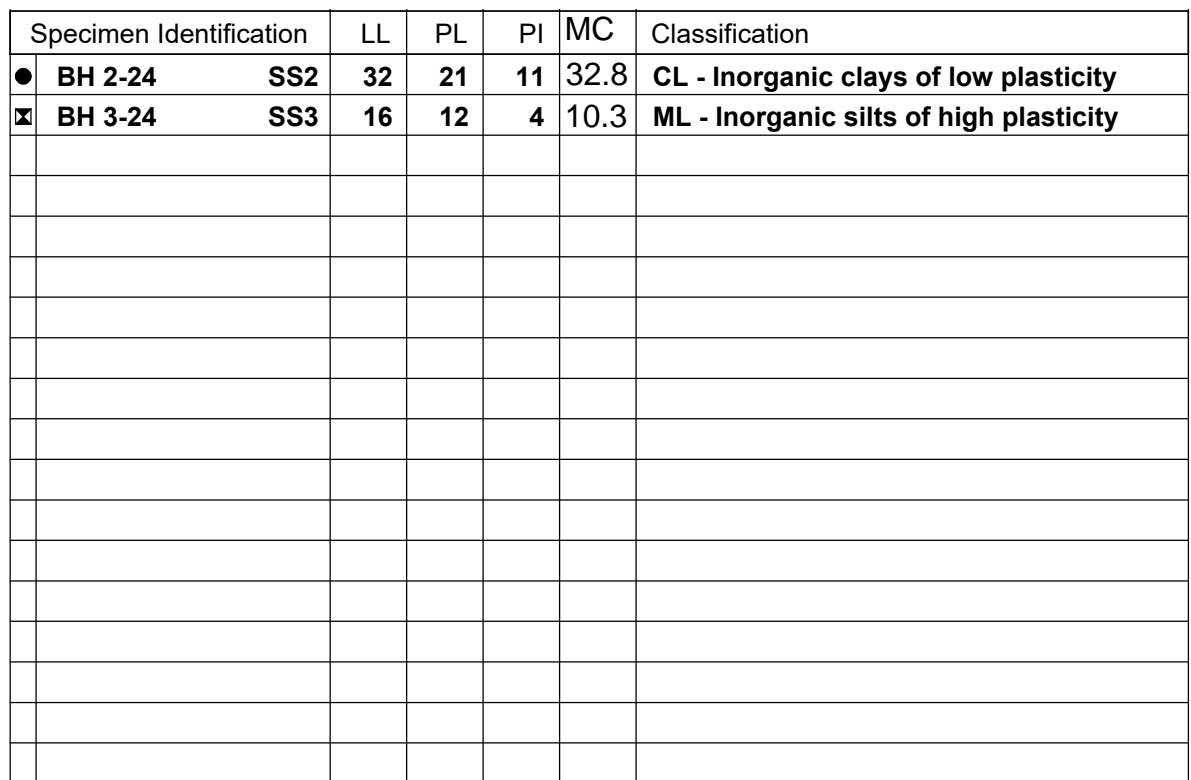 Specimen Identification LL PL PI MC Classification
BH 2-24 SS2 32 21 11 32.8 CL - Inorganic clays of low plasticity
BH 3-24 SS3 16 12 4 10.3 ML - Inorganic silts of high plasticity